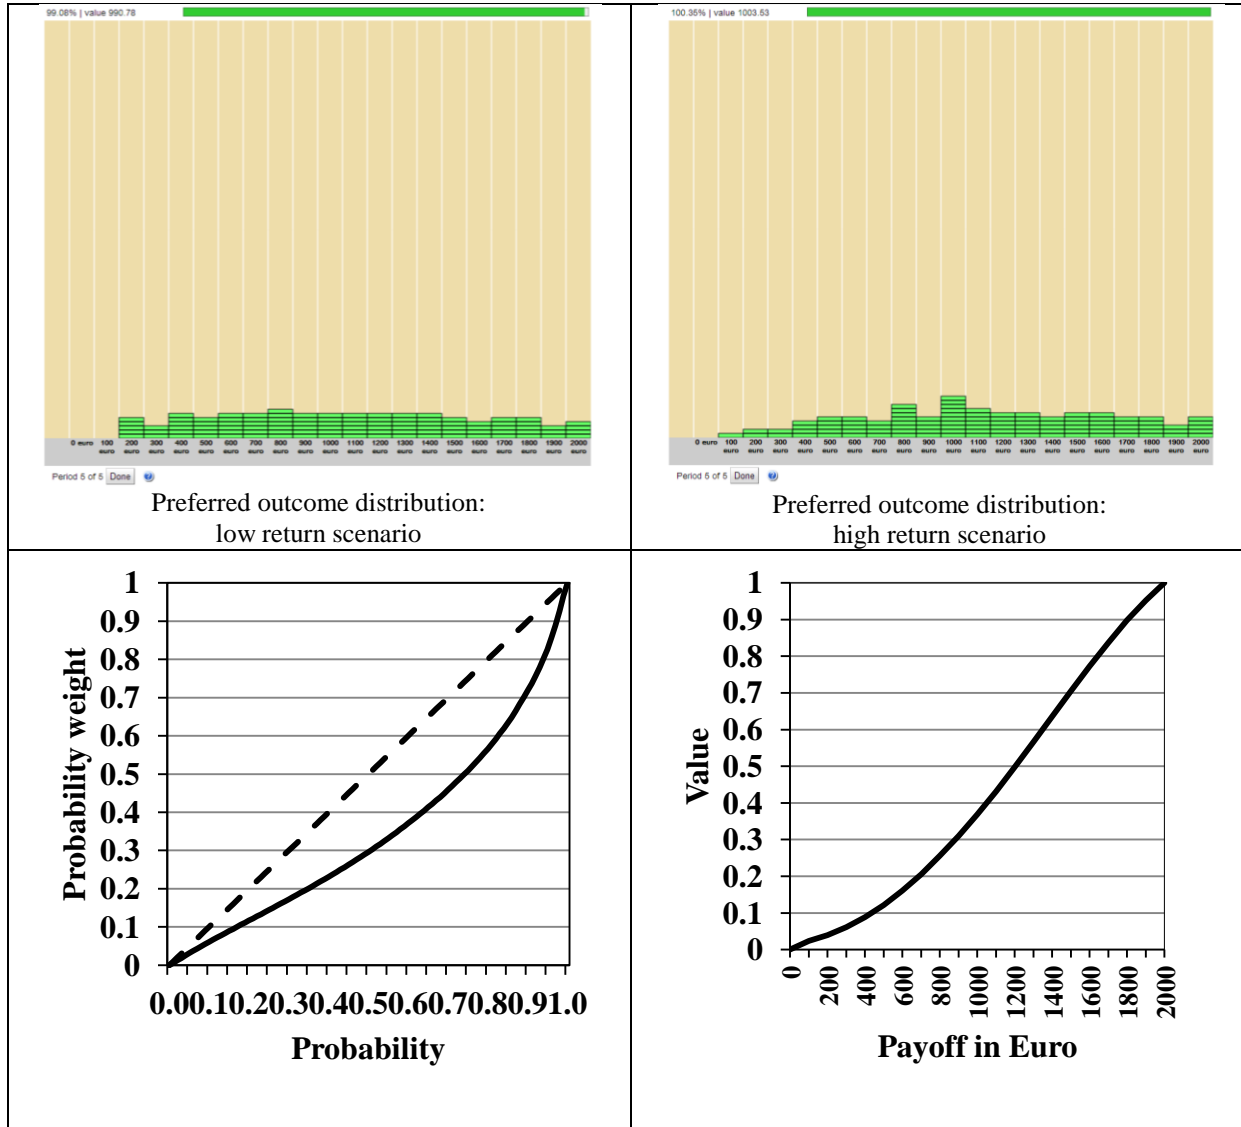 99.08% | value 990.78
0 euro 100 200 300 400 500 600 700 800 900 1000 1100 1200 1300 1400 1500 1600 1700 1800 1900 2000
euro euro euro euro euro euro euro euro euro euro euro euro euro euro euro euro euro euro euro euro
Period 5 of 5 Done
Preferred outcome distribution:
low return scenario
100.35% | value 1003.53
0 euro 100 200 300 400 500 600 700 800 900 1000 1100 1200 1300 1400 1500 1600 1700 1800 1900 2000
euro euro euro euro euro euro euro euro euro euro euro euro euro euro euro euro euro euro euro euro
Period 5 of 5 Done
Preferred outcome distribution:
high return scenario
Probability weight
1
0.9
0.8
0.7
0.6
0.5
0.4
0.3
0.2
0.1
0
0.00.10.20.30.40.50.60.70.80.91.0
Probability
Value
1
0.9
0.8
0.7
0.6
0.5
0.4
0.3
0.2
0.1
0
0 200 400 600 800 1000 1200 1400 1600 1800 2000
Payoff in Euro